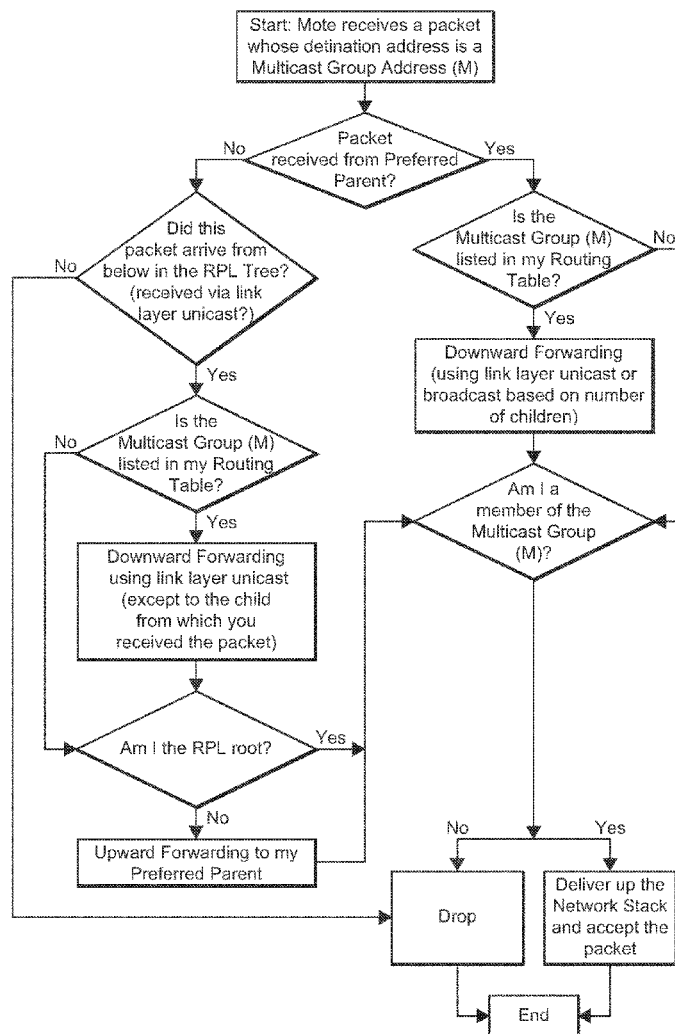 Start: Mote receives a packet
whose detination address is a
Multicast Group Address (M)
Packet
received from Preferred
Parent?
No
Yes
Did this
packet arrive from
below in the RPL Tree?
(received via link
layer unicast?)
No
Yes
Is the
Multicast Group (M)
listed in my Routing
Table?
No
Yes
Downward Forwarding
(using link layer unicast or
broadcast based on number
of children)
Is the
Multicast Group (M)
listed in my Routing
Table?
No
Yes
Am I a
member of the
Multicast Group
(M)?
Downward Forwarding
using link layer unicast
(except to the child
from which you
received the packet)
Am I the RPL root?
Yes
No
Upward Forwarding to my
Preferred Parent
No
Yes
Drop
Deliver up the
Network Stack
and accept the
packet
End